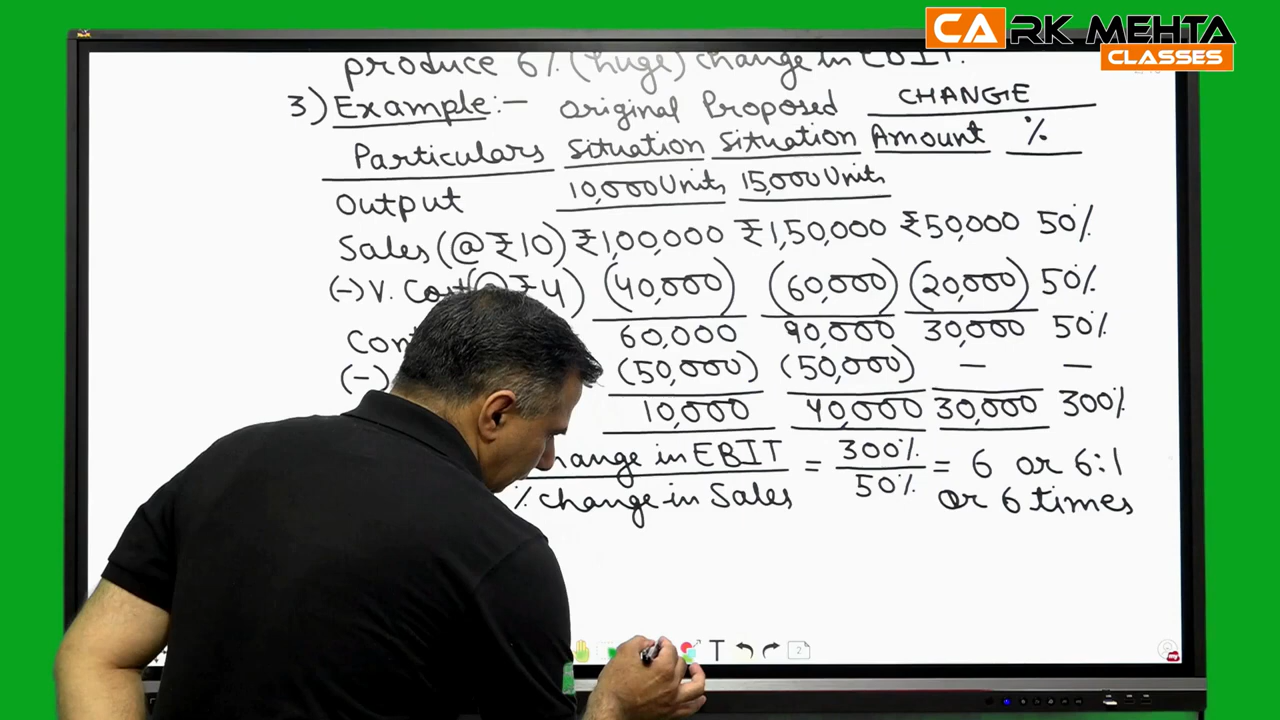 CA RK MEHTA
CLASSES
produce 6% (huge) change in EBIT.
3) Example:- Original Proposed CHANGE
Particulars Situation Situation Amount %
Output 10,000 Units 15,000 Units
Sales (@ ₹10) ₹1,00,000 ₹1,50,000 ₹50,000 50%
(-) V. Cost (@ ₹4) (40,000) (60,000) (20,000) 50%
60,000 90,000 30,000 50%
(-) (50,000) (50,000) — —
10,000 40,000 30,000 300%
change in EBIT = 300% = 6 or 6:1
% change in Sales 50% or 6 times
T
2